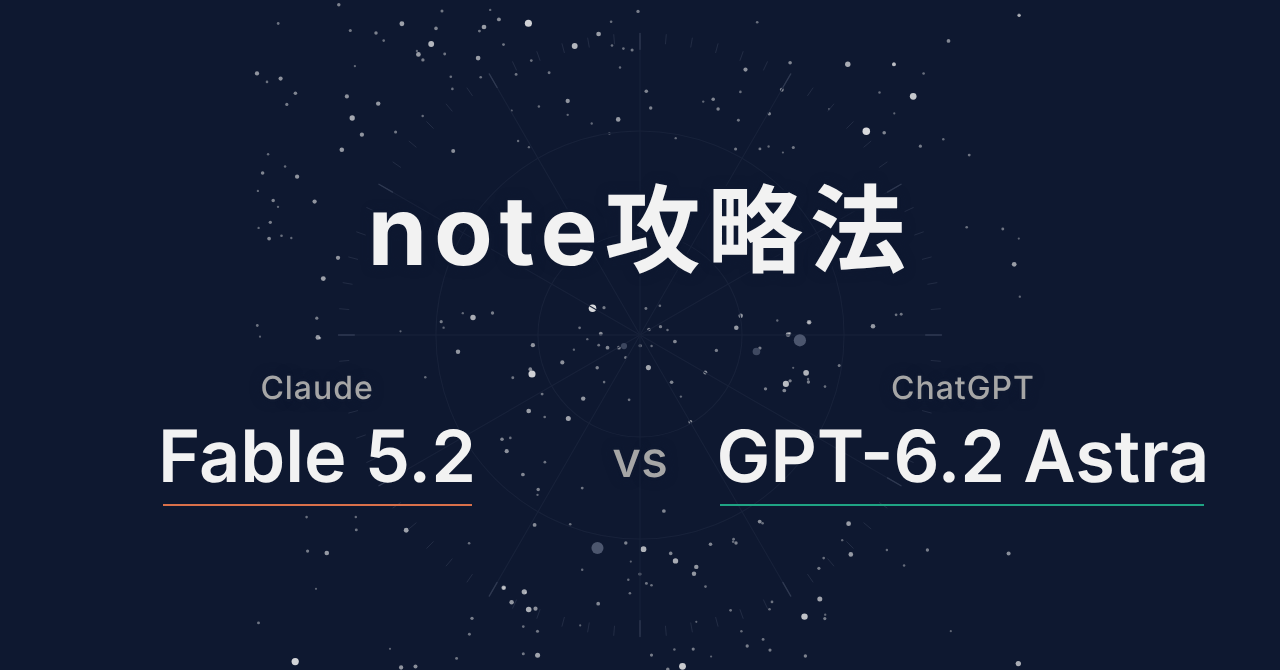 note攻略法
Claude
ChatGPT
Fable 5.2
vs
GPT-6.2 Astra